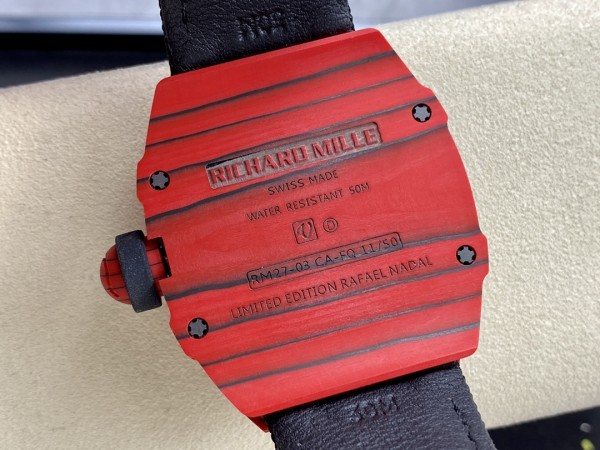 RICHARD MILLE
SWISS MADE
WATER RESISTANT 50M
RM27-03 CA-FQ 11/50
LIMITED EDITION RAFAEL NADAL